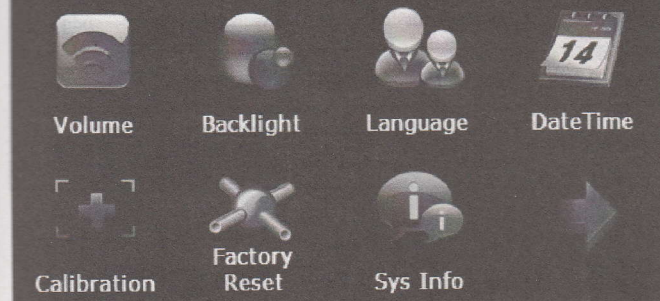 14
Volume
Backlight
Language
DateTime
Calibration
Factory
Reset
Sys Info